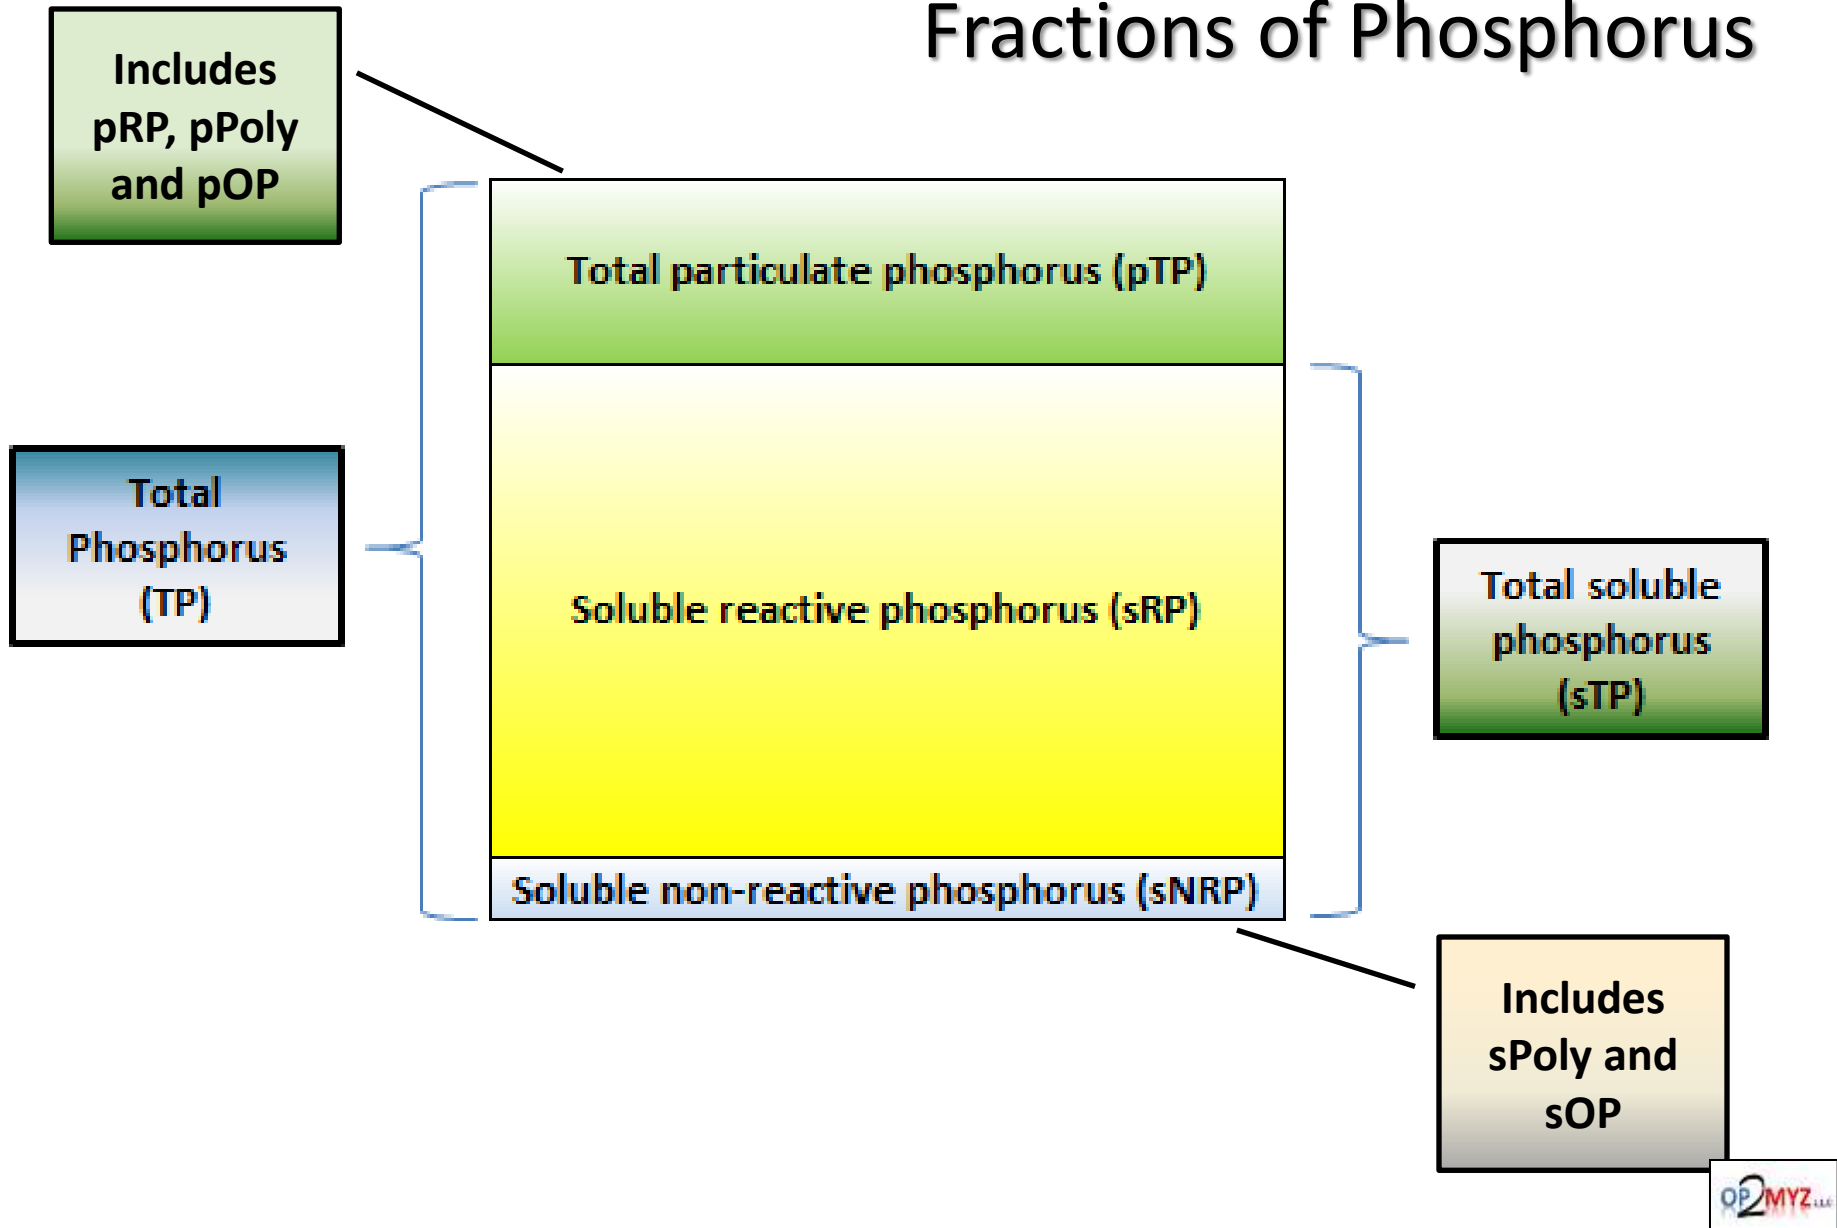 Fractions of Phosphorus
Includes
pRP, pPoly
and pOP
Total particulate phosphorus (pTP)
Total
Phosphorus
(TP)
Soluble reactive phosphorus (sRP)
Total soluble
phosphorus
(sTP)
Soluble non-reactive phosphorus (sNRP)
Includes
sPoly and
sOP
OP2MYZ LLC